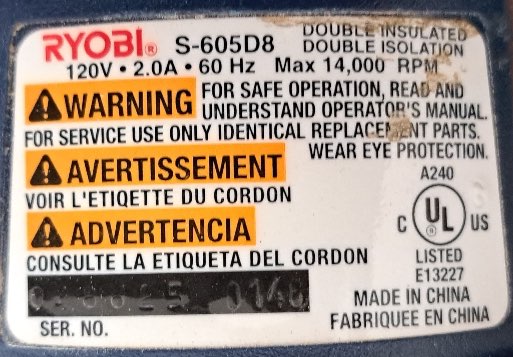 RYOBI® S-605D8 DOUBLE INSULATED
DOUBLE ISOLATION
120V • 2.0A • 60 Hz Max 14,000 RPM
WARNING FOR SAFE OPERATION, READ AND
UNDERSTAND OPERATOR'S MANUAL.
FOR SERVICE USE ONLY IDENTICAL REPLACEMENT PARTS.
WEAR EYE PROTECTION.
AVERTISSEMENT
VOIR L'ETIQETTE DU CORDON
ADVERTENCIA
CONSULTE LA ETIQUETA DEL CORDON
SER. NO.
A240
C UL® US
LISTED
E13227
MADE IN CHINA
FABRIQUEE EN CHINA